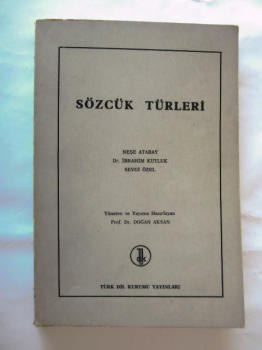 SÖZCÜK TÜRLERİ
NEŞE ATABAY
Dr. İBRAHİM KUTLUK
SEVGİ ÖZEL
Yöneten ve Yayıma Hazırlayan
Prof. Dr. DOĞAN AKSAN
TÜRK DİL KURUMU YAYINLARI